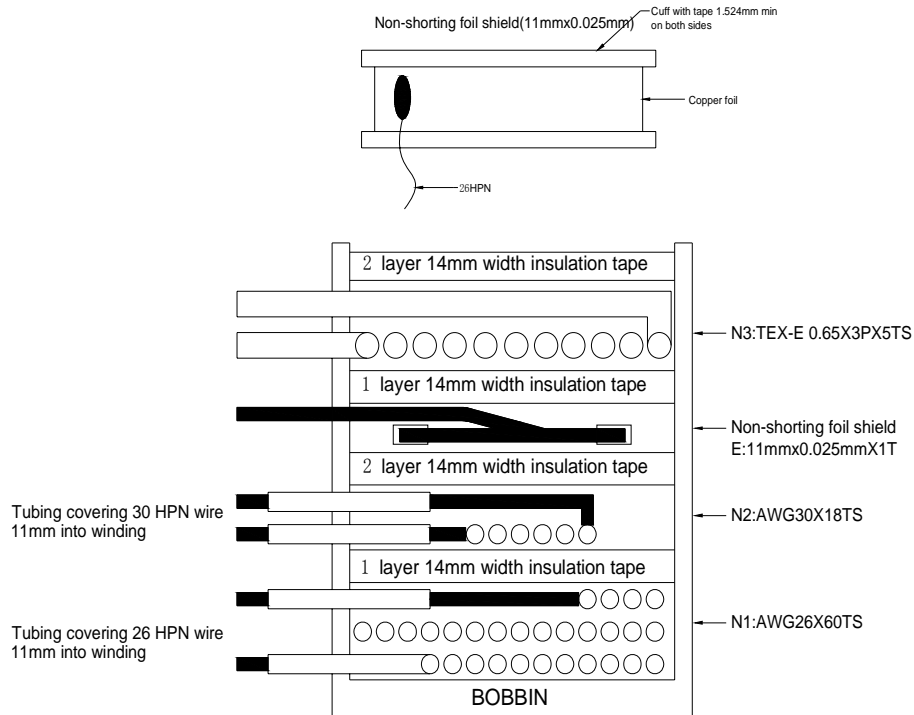 Non-shorting foil shield(11mmx0.025mm)
Cuff with tape 1.524mm min
on both sides
Copper foil
26HPN
2 layer 14mm width insulation tape
N3:TEX-E 0.65X3PX5TS
1 layer 14mm width insulation tape
Non-shorting foil shield
E:11mmx0.025mmX1T
2 layer 14mm width insulation tape
Tubing covering 30 HPN wire
11mm into winding
N2:AWG30X18TS
1 layer 14mm width insulation tape
Tubing covering 26 HPN wire
11mm into winding
N1:AWG26X60TS
BOBBIN